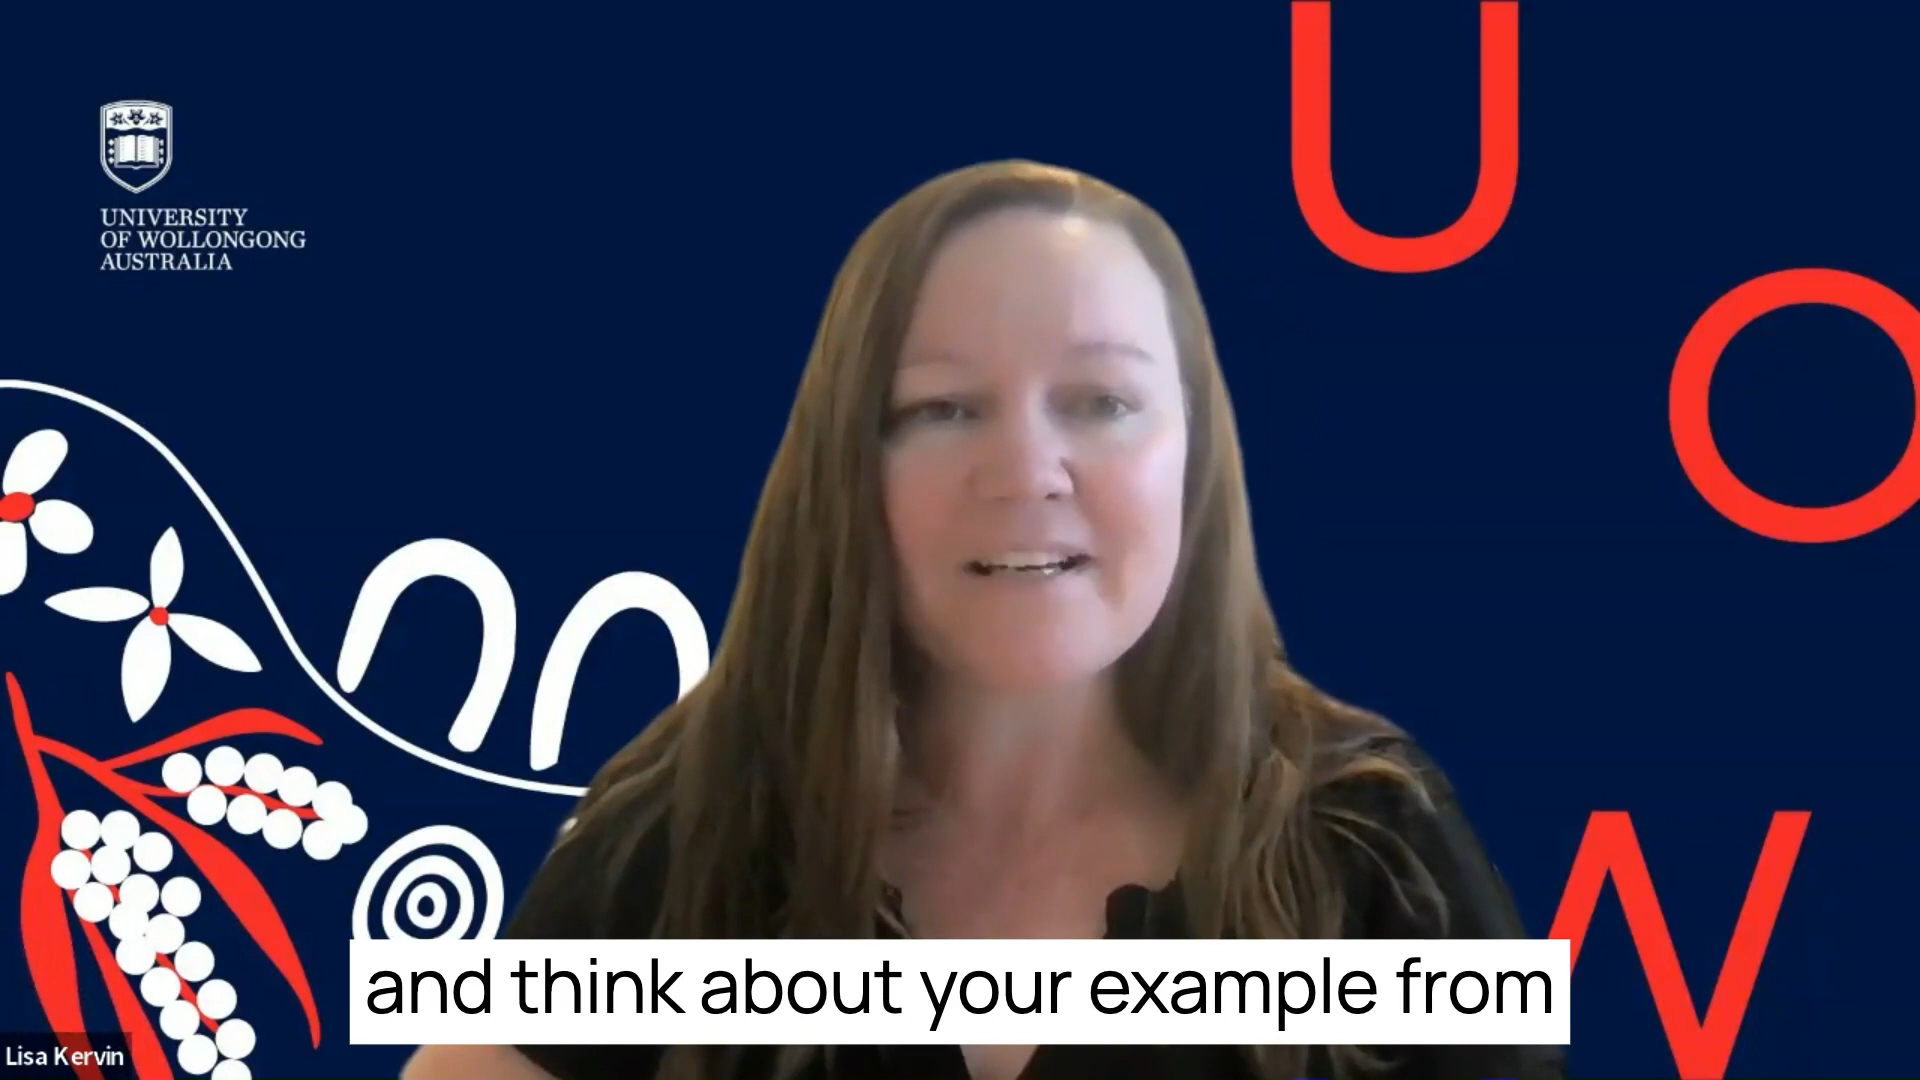 UNIVERSITY
OF WOLLONGONG
AUSTRALIA
U
O
W
and think about your example from
Lisa Kervin